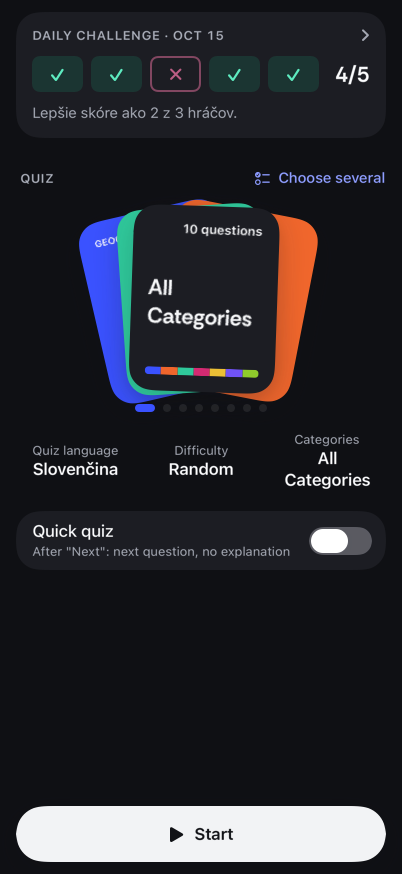 DAILY CHALLENGE · OCT 15
4/5
Lepšie skóre ako 2 z 3 hráčov.
QUIZ
Choose several
10 questions
All
Categories
Quiz language
Slovenčina
Difficulty
Random
Categories
All
Categories
Quick quiz
After "Next": next question, no explanation
Start